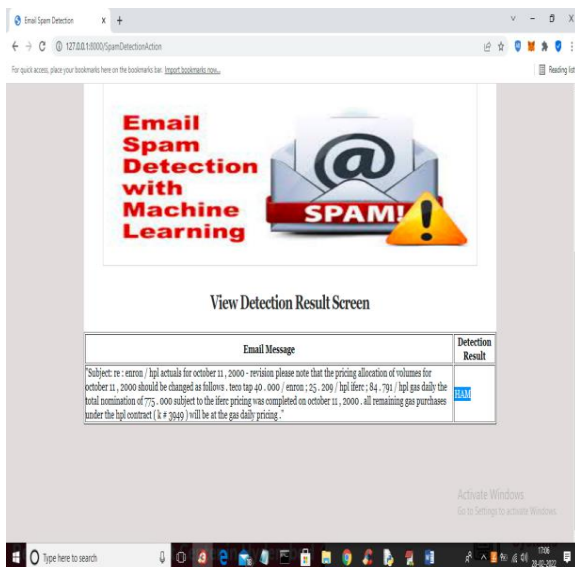 Email Spam Detection
127.0.0.1:8000/SpamDetectionAction
For quick access, place your bookmarks here on the bookmarks bar. Import bookmarks now...
Reading list
Email
Spam
Detection
with
Machine
Learning
@
SPAM!
!
View Detection Result Screen
Email Message
Detection
Result
"Subject: re : enron / hpl actuals for october 11 , 2000 - revision please note that the pricing allocation of volumes for
october 11 , 2000 should be changed as follows . teco tap 40 . 000 / enron ; 25 . 209 / hpl iferc ; 84 . 791 / hpl gas daily the
total nomination of 775 . 000 subject to the iferc pricing was completed on october 11 , 2000 . all remaining gas purchases
under the hpl contract ( k # 3949 ) will be at the gas daily pricing ."
HAM
Activate Windows
Go to Settings to activate Windows.
Type here to search
17:06
28-02-2022